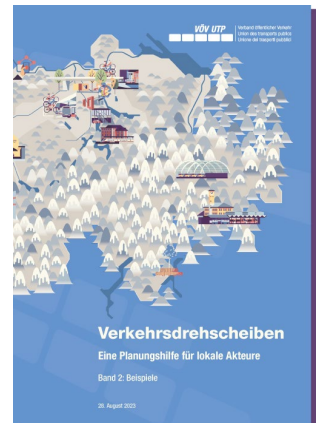 VÖV UTP
Verband öffentlicher Verkehr
Union des transports publics
Unione dei trasporti pubblici
Verkehrsdrehscheiben
Eine Planungshilfe für lokale Akteure
Band 2: Beispiele
28. August 2023